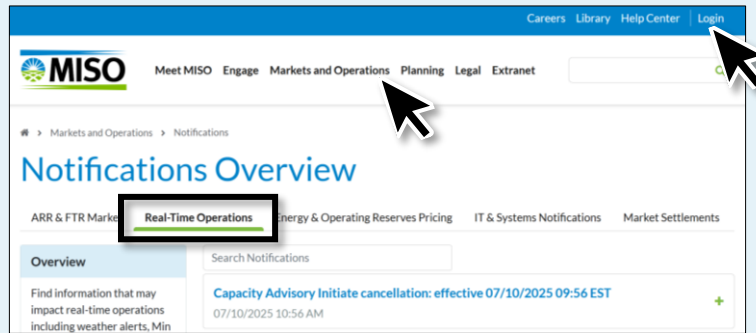 Careers Library Help Center Login
MISO
Meet MISO Engage Markets and Operations Planning Legal Extranet
> Markets and Operations > Notifications
Notifications Overview
ARR & FTR Marke Real-Time Operations Energy & Operating Reserves Pricing IT & Systems Notifications Market Settlements
Overview
Search Notifications
Find information that may
impact real-time operations
including weather alerts, Min
Capacity Advisory Initiate cancellation: effective 07/10/2025 09:56 EST +
07/10/2025 10:56 AM